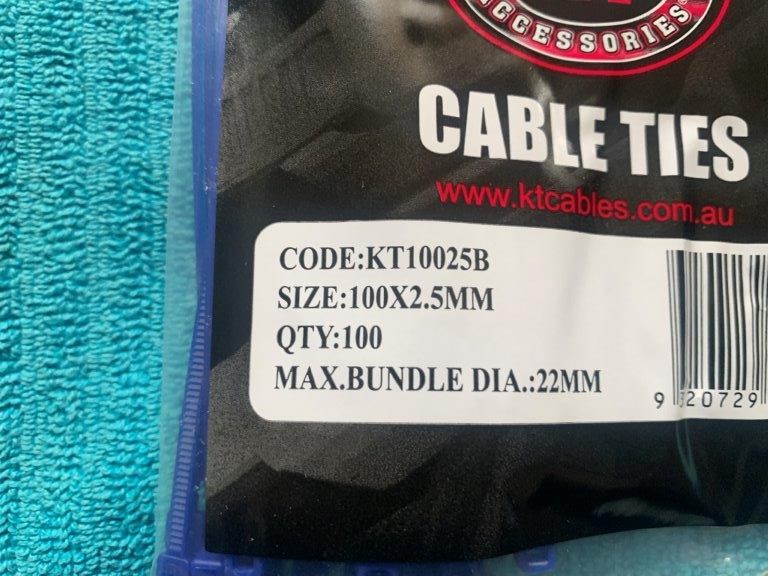 ACCESSORIES
CABLE TIES
www.ktcables.com.au
CODE:KT10025B
SIZE:100X2.5MM
QTY:100
MAX.BUNDLE DIA.:22MM
9 320729